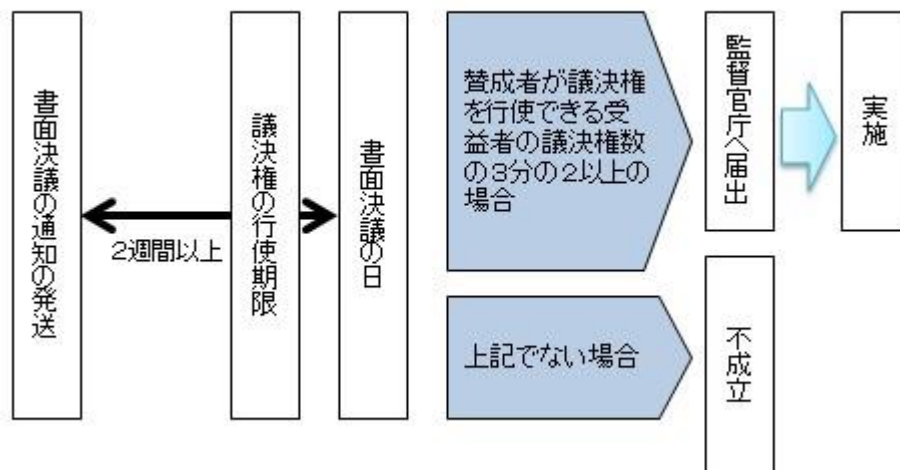 書面決議の通知の発送
2週間以上
議決権の行使期限
書面決議の日
賛成者が議決権
を行使できる受
益者の議決権数
の3分の2以上の
場合
監督官庁へ届出
実施
上記でない場合
不成立